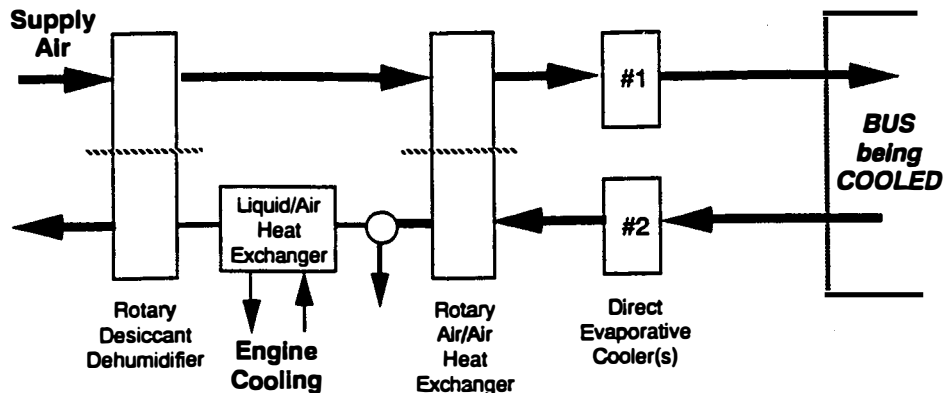 Supply
Air
#1
BUS
being
COOLED
#2
Liquid/Air
Heat
Exchanger
Rotary
Desiccant
Dehumidifier
Engine
Cooling
Rotary
Air/Air
Heat
Exchanger
Direct
Evaporative
Cooler(s)